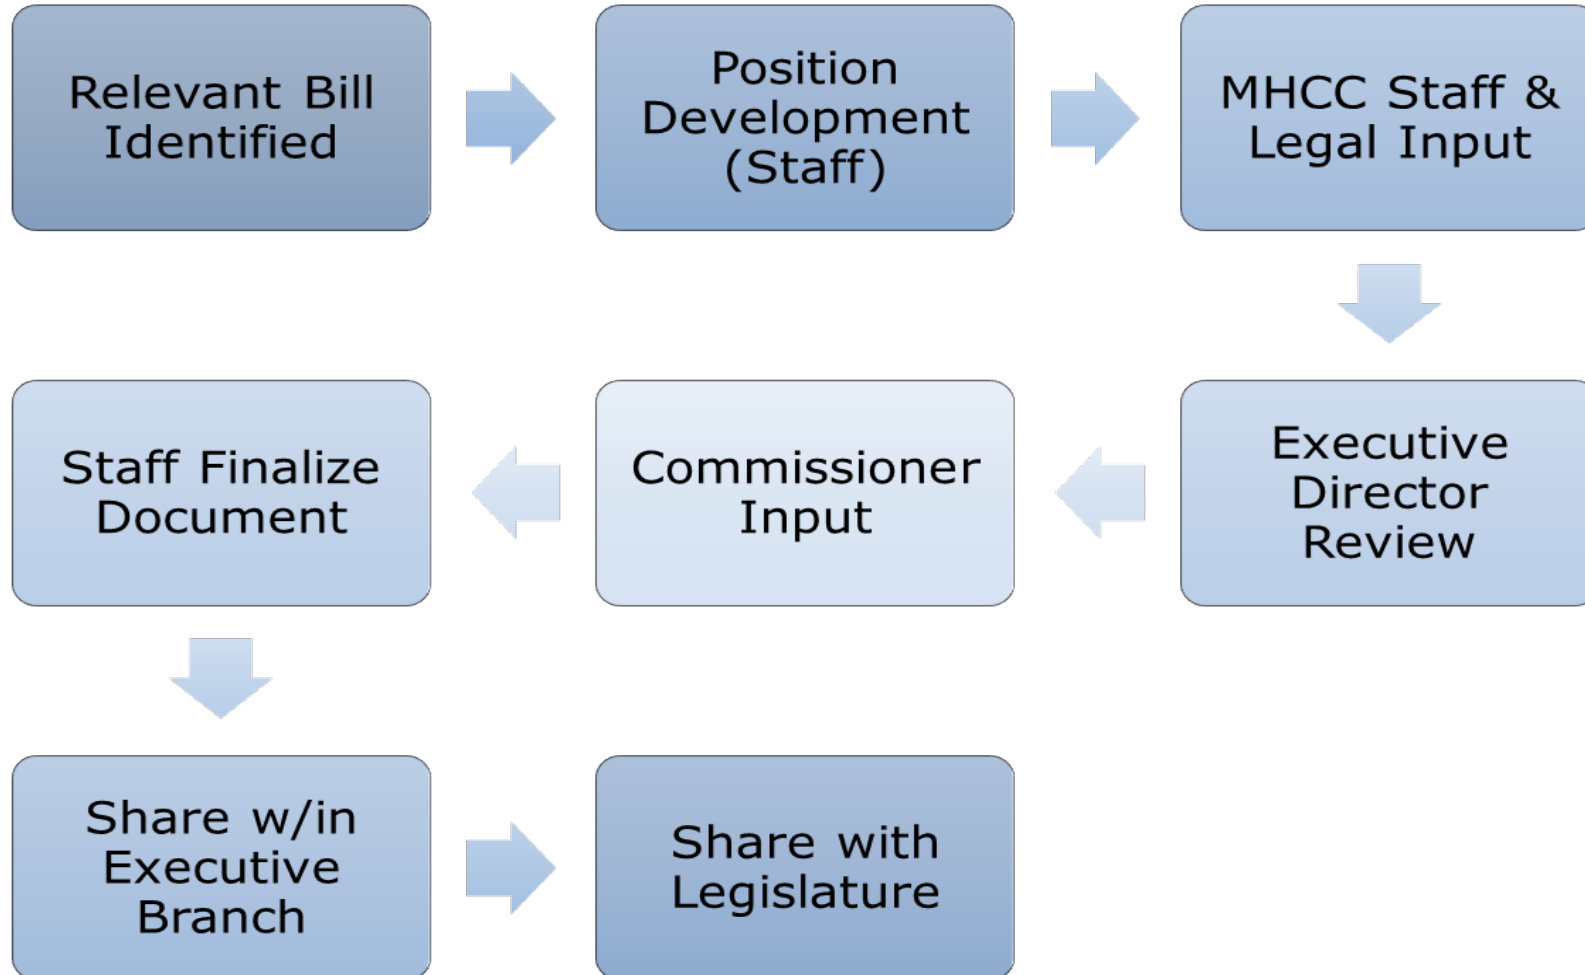 Relevant Bill
Identified
Position
Development
(Staff)
MHCC Staff &
Legal Input
Executive
Director
Review
Commissioner
Input
Staff Finalize
Document
Share w/in
Executive
Branch
Share with
Legislature